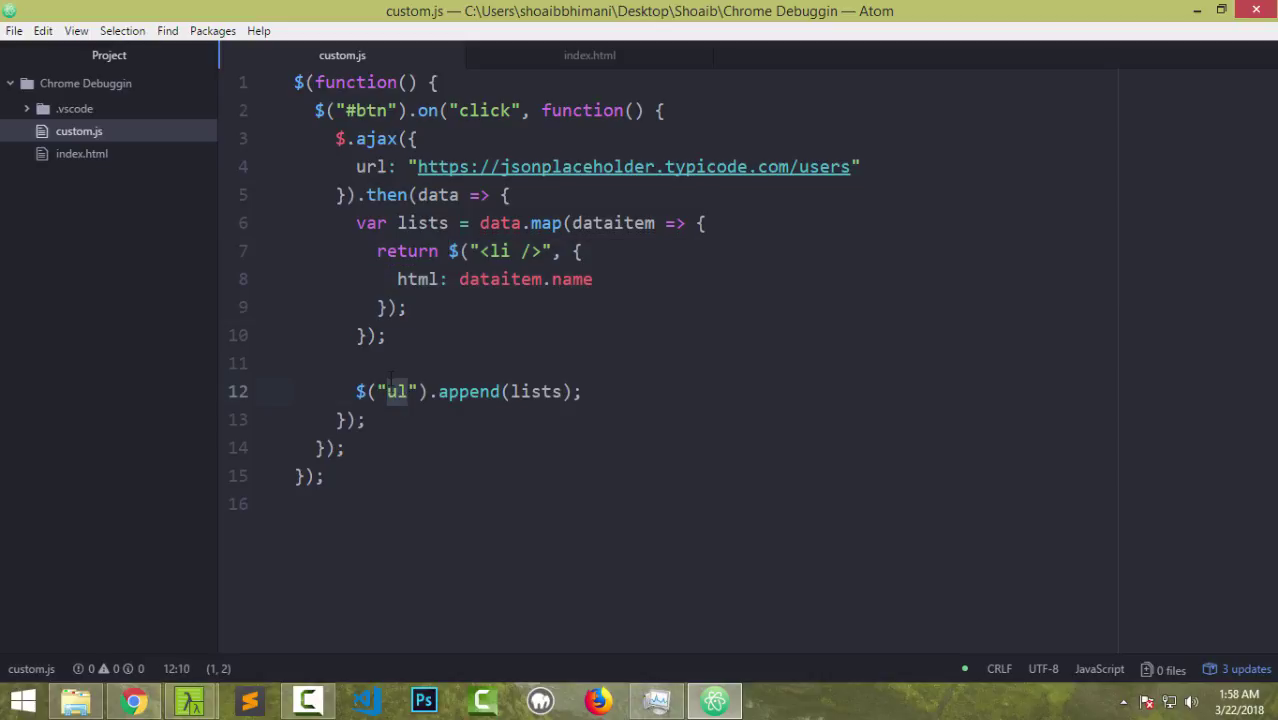 custom.js — C:\Users\shoaibbhimani\Desktop\Shoaib\Chrome Debuggin — Atom
File Edit View Selection Find Packages Help
Project custom.js index.html
Chrome Debuggin
.vscode
custom.js
index.html
1 $(function() {
2 $("#btn").on("click", function() {
3 $.ajax({
4 url: "https://jsonplaceholder.typicode.com/users"
5 }).then(data => {
6 var lists = data.map(dataitem => {
7 return $("<li />", {
8 html: dataitem.name
9 });
10 });
11
12 $("ul").append(lists);
13 });
14 });
15 });
16
custom.js 0 0 0 12:10 (1, 2) CRLF UTF-8 JavaScript 0 files 3 updates
1:58 AM
3/22/2018